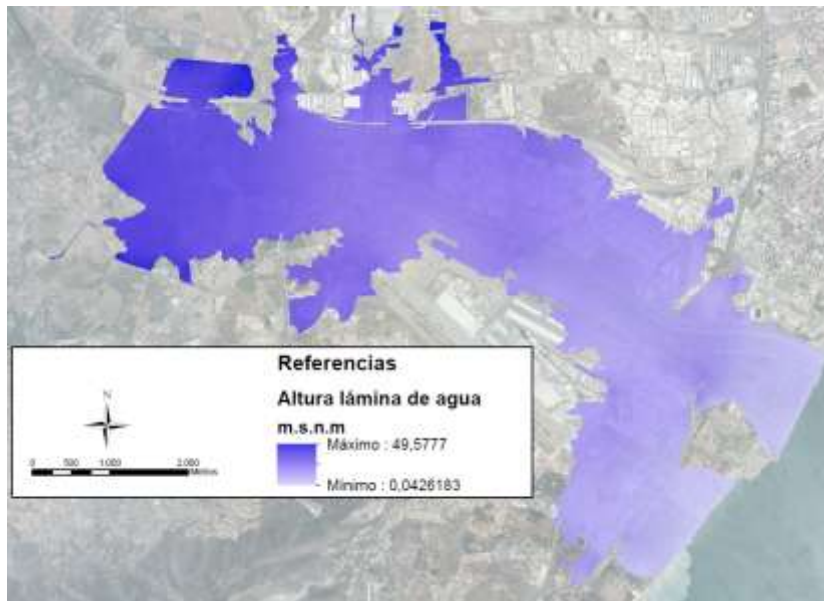 Referencias
Altura lámina de agua
m.s.n.m
Máximo : 49,5777
Mínimo : 0,0426183
N
0 500 1.000 2.000
Metros